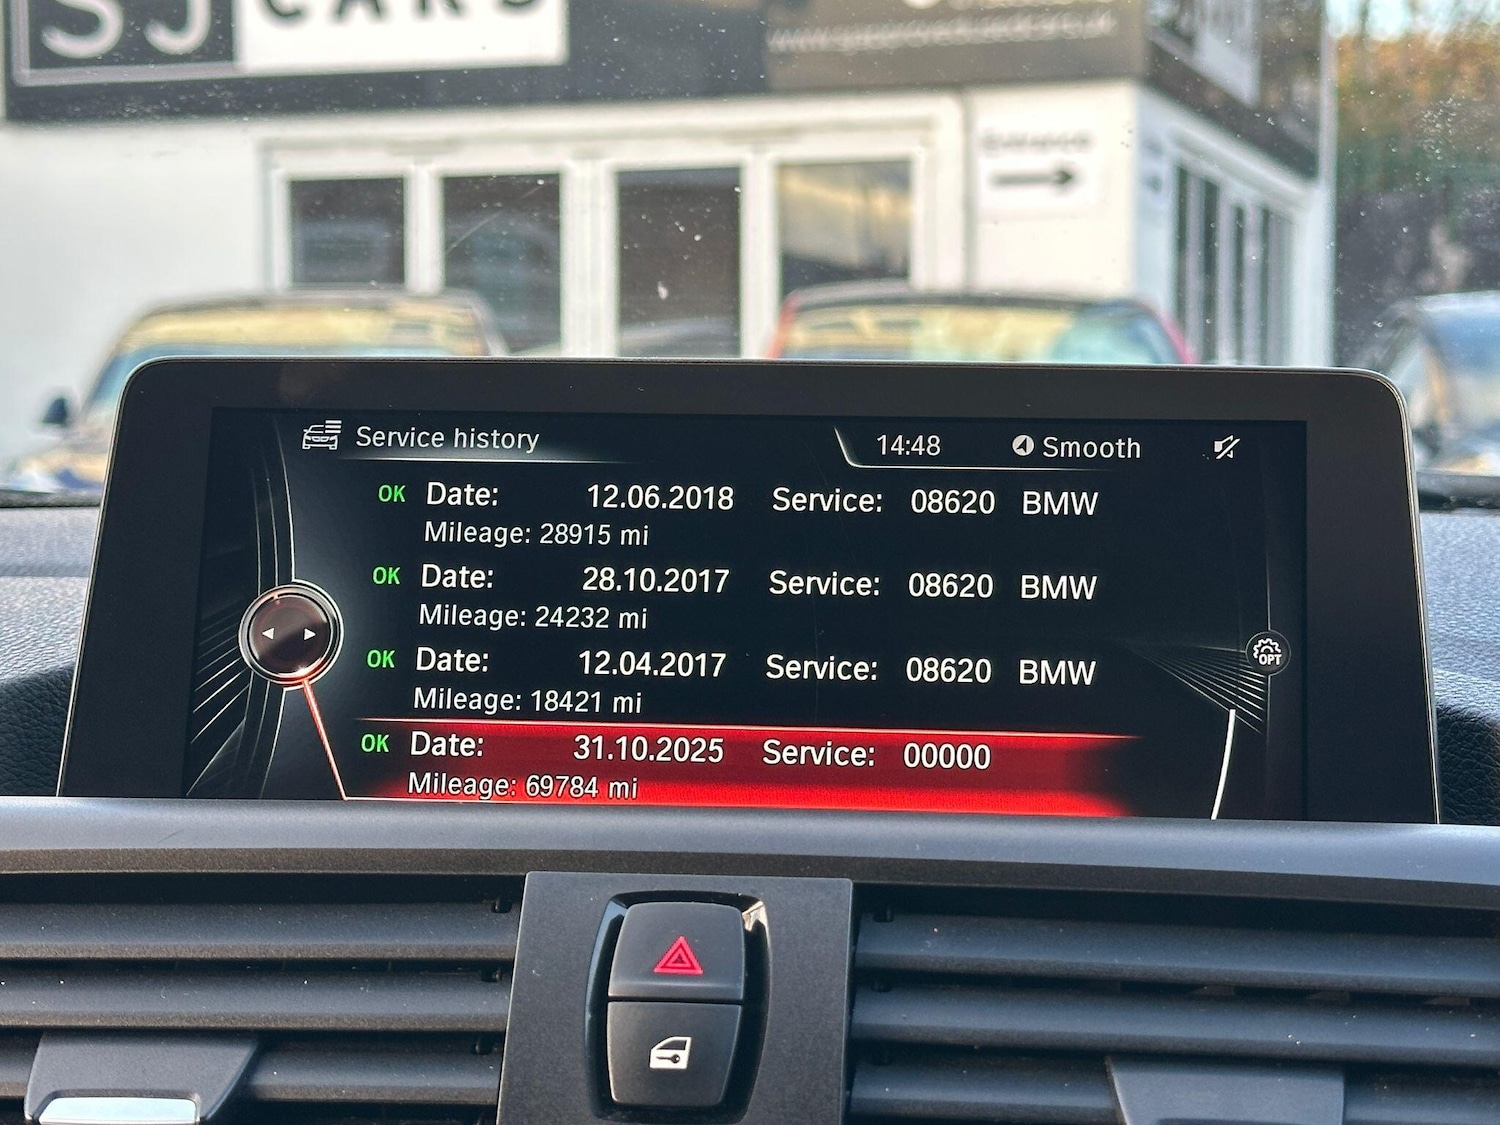 SJ CARS
Entrance
Service history 14:48 Smooth
OK Date: 12.06.2018 Service: 08620 BMW
Mileage: 28915 mi
OK Date: 28.10.2017 Service: 08620 BMW
Mileage: 24232 mi
OK Date: 12.04.2017 Service: 08620 BMW
Mileage: 18421 mi
OK Date: 31.10.2025 Service: 00000
Mileage: 69784 mi
OPT